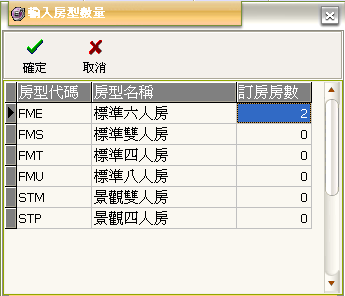 輸入房型數量
確定 取消
房型代碼 房型名稱 訂房房數
FME 標準六人房 2
FMS 標準雙人房 0
FMT 標準四人房 0
FMU 標準八人房 0
STM 景觀雙人房 0
STP 景觀四人房 0